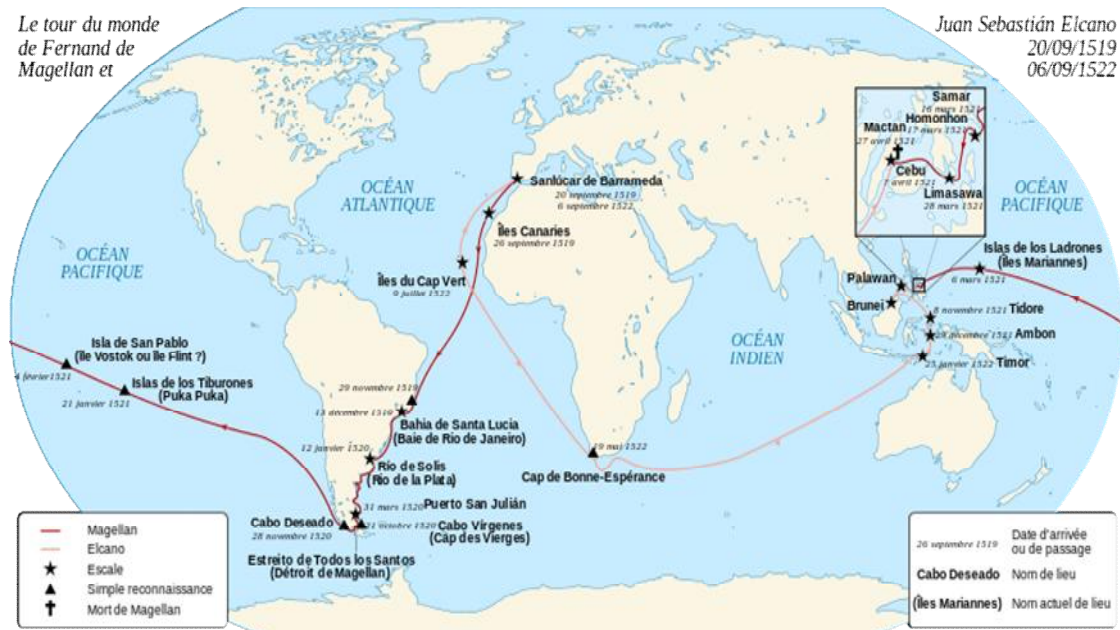 Le tour du monde
de Fernand de
Magellan et
Juan Sebastián Elcano
20/09/1519
06/09/1522
Samar
16 mars 1521
Homonhon
17 mars 1521
Mactan
27 avril 1521
Cebu
7 avril 1521
Limasawa
28 mars 1521
OCÉAN
ATLANTIQUE
Sanlúcar de Barrameda
20 septembre 1519
6 septembre 1522
OCÉAN
PACIFIQUE
Îles Canaries
26 septembre 1519
OCÉAN
PACIFIQUE
Islas de los Ladrones
(Îles Mariannes)
6 mars 1521
Îles du Cap Vert
9 juillet 1522
Palawan
Brunei
8 novembre 1521 Tidore
29 décembre 1521 Ambon
25 janvier 1522 Timor
OCÉAN
INDIEN
Isla de San Pablo
(île Vostok ou île Flint ?)
4 février1521
Islas de los Tiburones
(Puka Puka)
21 janvier 1521
29 novembre 1519
13 décembre 1519
Bahia de Santa Lucia
(Baie de Rio de Janeiro)
12 janvier 1520
Río de Solis
(Rio de la Plata)
19 mai 1522
Cap de Bonne-Espérance
31 mars 1520 Puerto San Julián
Cabo Deseado
28 novembre 1520
21 octobre 1520 Cabo Vírgenes
(Cap des Vierges)
Estreito de Todos los Santos
(Détroit de Magellan)
Magellan
Elcano
Escale
Simple reconnaissance
Mort de Magellan
26 septembre 1519 Date d'arrivée
ou de passage
Cabo Deseado Nom de lieu
(Îles Mariannes) Nom actuel de lieu